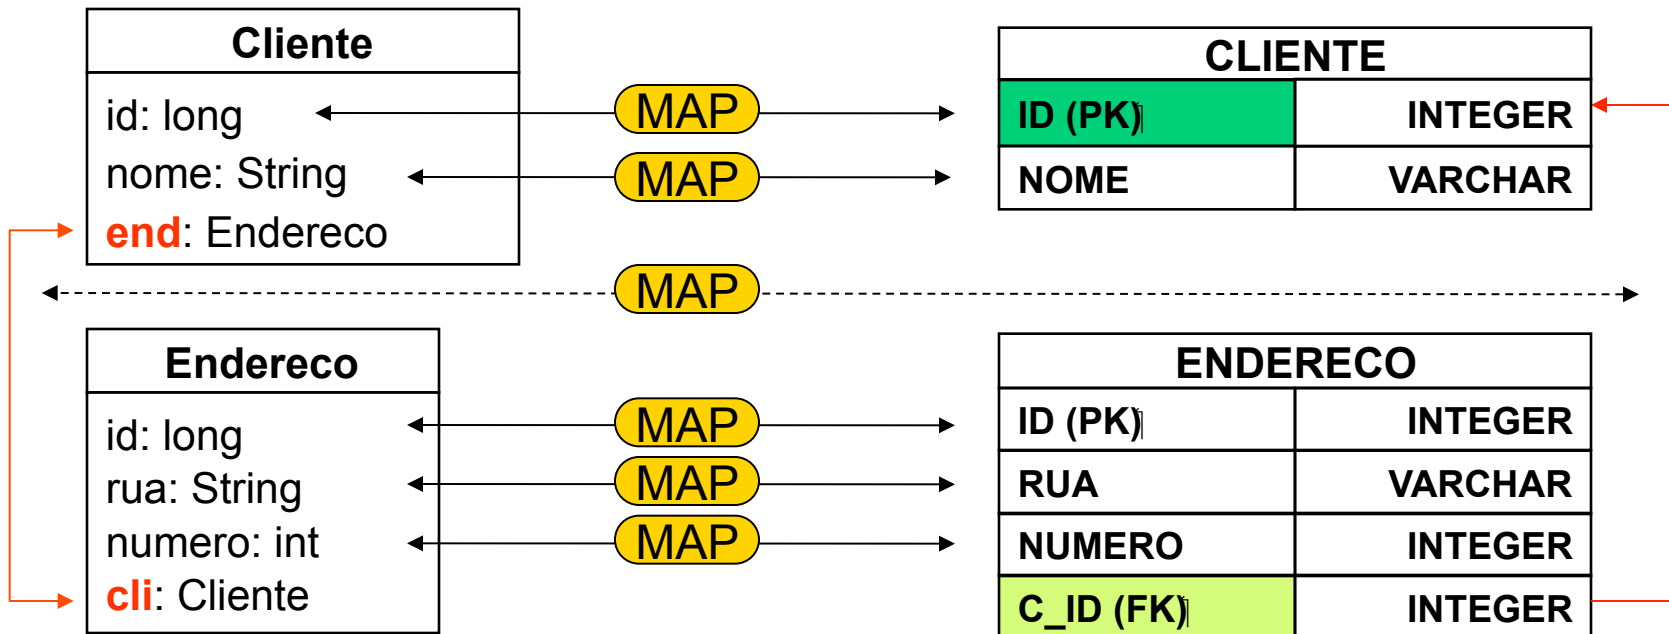 Cliente
id: long
nome: String
end: Endereco
MAP
MAP
CLIENTE
ID (PK) INTEGER
NOME VARCHAR
MAP
Endereco
id: long
rua: String
numero: int
cli: Cliente
MAP
MAP
MAP
ENDERECO
ID (PK) INTEGER
RUA VARCHAR
NUMERO INTEGER
C_ID (FK) INTEGER